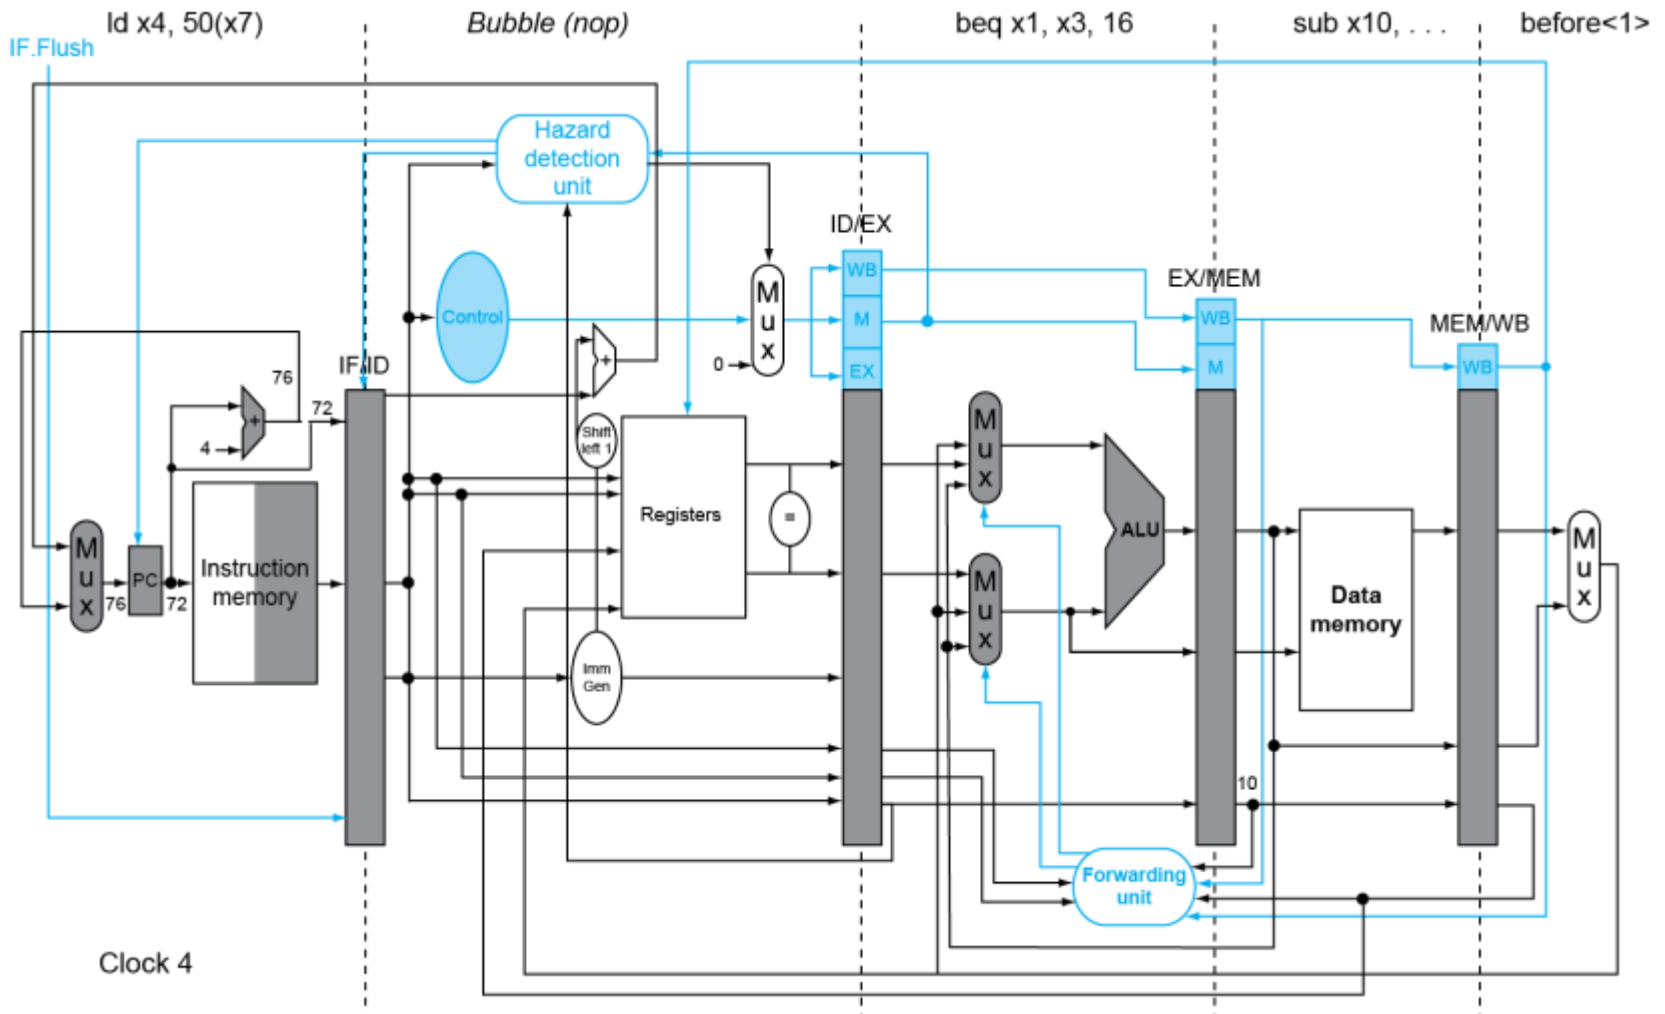 ld x4, 50(x7)
Bubble (nop)
beq x1, x3, 16
sub x10, . . .
before<1>
IF.Flush
Hazard
detection
unit
ID/EX
WB
M
EX
Control
M
u
x
0
EX/MEM
WB
M
MEM/WB
WB
IF/ID
76
72
4
+
+
Shift
left 1
M
u
x
Registers
=
ALU
M
u
x
76
PC
72
Instruction
memory
M
u
x
Data
memory
M
u
x
Imm
Gen
10
Forwarding
unit
Clock 4